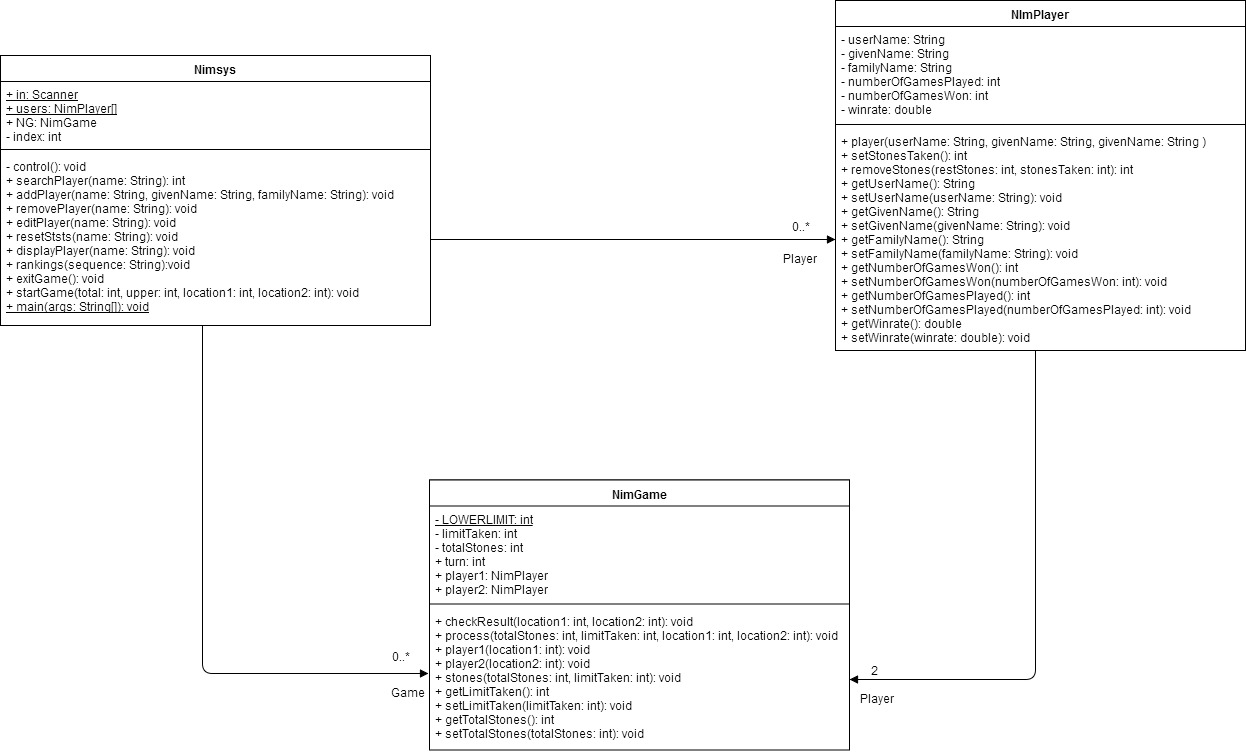 Nimsys
+ in: Scanner
+ users: NimPlayer[]
+ NG: NimGame
- index: int
- control(): void
+ searchPlayer(name: String): int
+ addPlayer(name: String, givenName: String, familyName: String): void
+ removePlayer(name: String): void
+ editPlayer(name: String): void
+ resetStsts(name: String): void
+ displayPlayer(name: String): void
+ rankings(sequence: String):void
+ exitGame(): void
+ startGame(total: int, upper: int, location1: int, location2: int): void
+ main(args: String[]): void
0..*
Player
NImPlayer
- userName: String
- givenName: String
- familyName: String
- numberOfGamesPlayed: int
- numberOfGamesWon: int
- winrate: double
+ player(userName: String, givenName: String, givenName: String )
+ setStonesTaken(): int
+ removeStones(restStones: int, stonesTaken: int): int
+ getUserName(): String
+ setUserName(userName: String): void
+ getGivenName(): String
+ setGivenName(givenName: String): void
+ getFamilyName(): String
+ setFamilyName(familyName: String): void
+ getNumberOfGamesWon(): int
+ setNumberOfGamesWon(numberOfGamesWon: int): void
+ getNumberOfGamesPlayed(): int
+ setNumberOfGamesPlayed(numberOfGamesPlayed: int): void
+ getWinrate(): double
+ setWinrate(winrate: double): void
0..*
Game
NimGame
- LOWERLIMIT: int
- limitTaken: int
- totalStones: int
+ turn: int
+ player1: NimPlayer
+ player2: NimPlayer
+ checkResult(location1: int, location2: int): void
+ process(totalStones: int, limitTaken: int, location1: int, location2: int): void
+ player1(location1: int): void
+ player2(location2: int): void
+ stones(totalStones: int, limitTaken: int): void
+ getLimitTaken(): int
+ setLimitTaken(limitTaken: int): void
+ getTotalStones(): int
+ setTotalStones(totalStones: int): void
2
Player